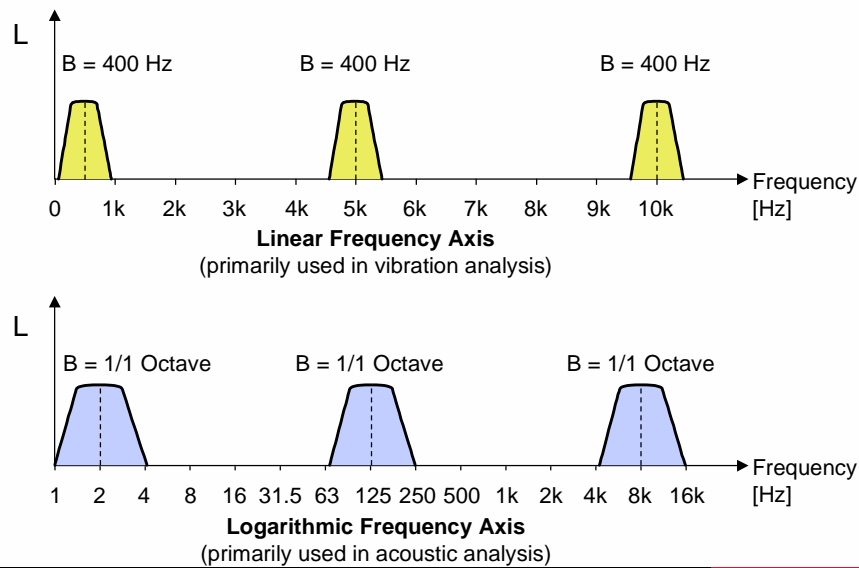 L
B = 400 Hz B = 400 Hz B = 400 Hz
0 1k 2k 3k 4k 5k 6k 7k 8k 9k 10k
Frequency
[Hz]
Linear Frequency Axis
(primarily used in vibration analysis)
L
B = 1/1 Octave B = 1/1 Octave B = 1/1 Octave
1 2 4 8 16 31.5 63 125 250 500 1k 2k 4k 8k 16k
Frequency
[Hz]
Logarithmic Frequency Axis
(primarily used in acoustic analysis)